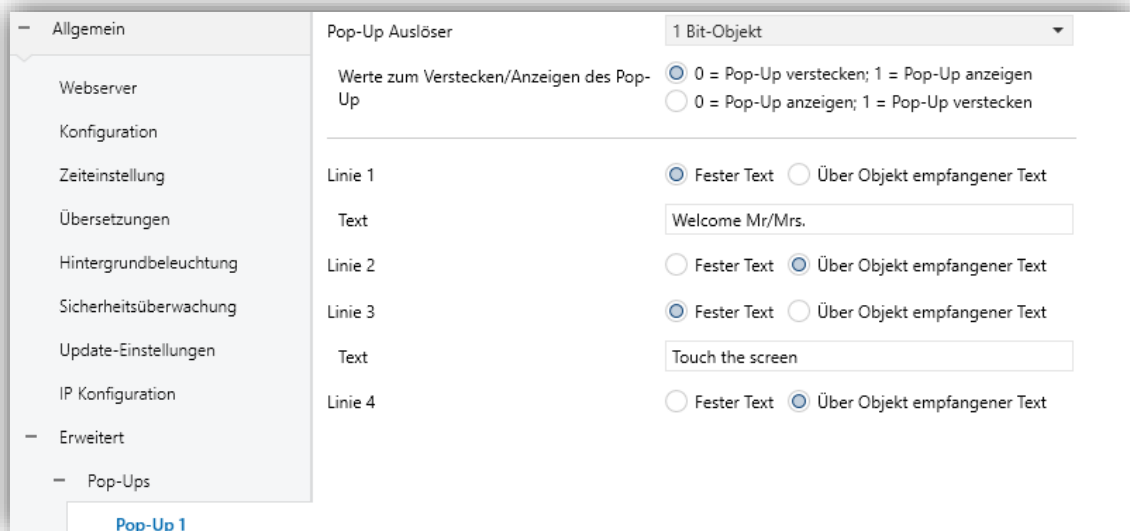 Allgemein
Webserver
Konfiguration
Zeiteinstellung
Übersetzungen
Hintergrundbeleuchtung
Sicherheitsüberwachung
Update-Einstellungen
IP Konfiguration
Erweitert
Pop-Ups
Pop-Up 1
Pop-Up Auslöser 1 Bit-Objekt
Werte zum Verstecken/Anzeigen des Pop-
Up
0 = Pop-Up verstecken; 1 = Pop-Up anzeigen
0 = Pop-Up anzeigen; 1 = Pop-Up verstecken
Linie 1 Fester Text Über Objekt empfangener Text
Text Welcome Mr/Mrs.
Linie 2 Fester Text Über Objekt empfangener Text
Linie 3 Fester Text Über Objekt empfangener Text
Text Touch the screen
Linie 4 Fester Text Über Objekt empfangener Text